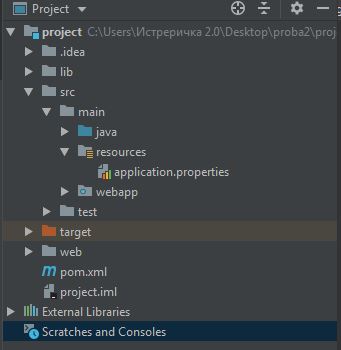 Project
project C:\Users\Истреричка 2.0\Desktop\proba2\proj
.idea
lib
src
main
java
resources
application.properties
webapp
test
target
web
pom.xml
project.iml
External Libraries
Scratches and Consoles